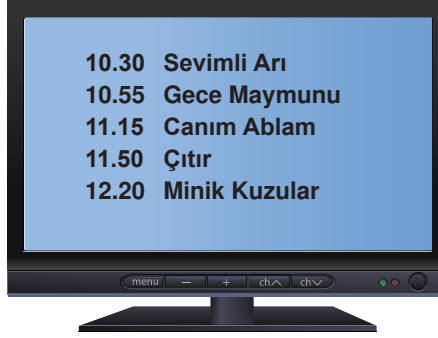 10.30 Sevimli Arı
10.55 Gece Maymunu
11.15 Canım Ablam
11.50 Çıtır
12.20 Minik Kuzular
menu − + ch︿ ch﹀